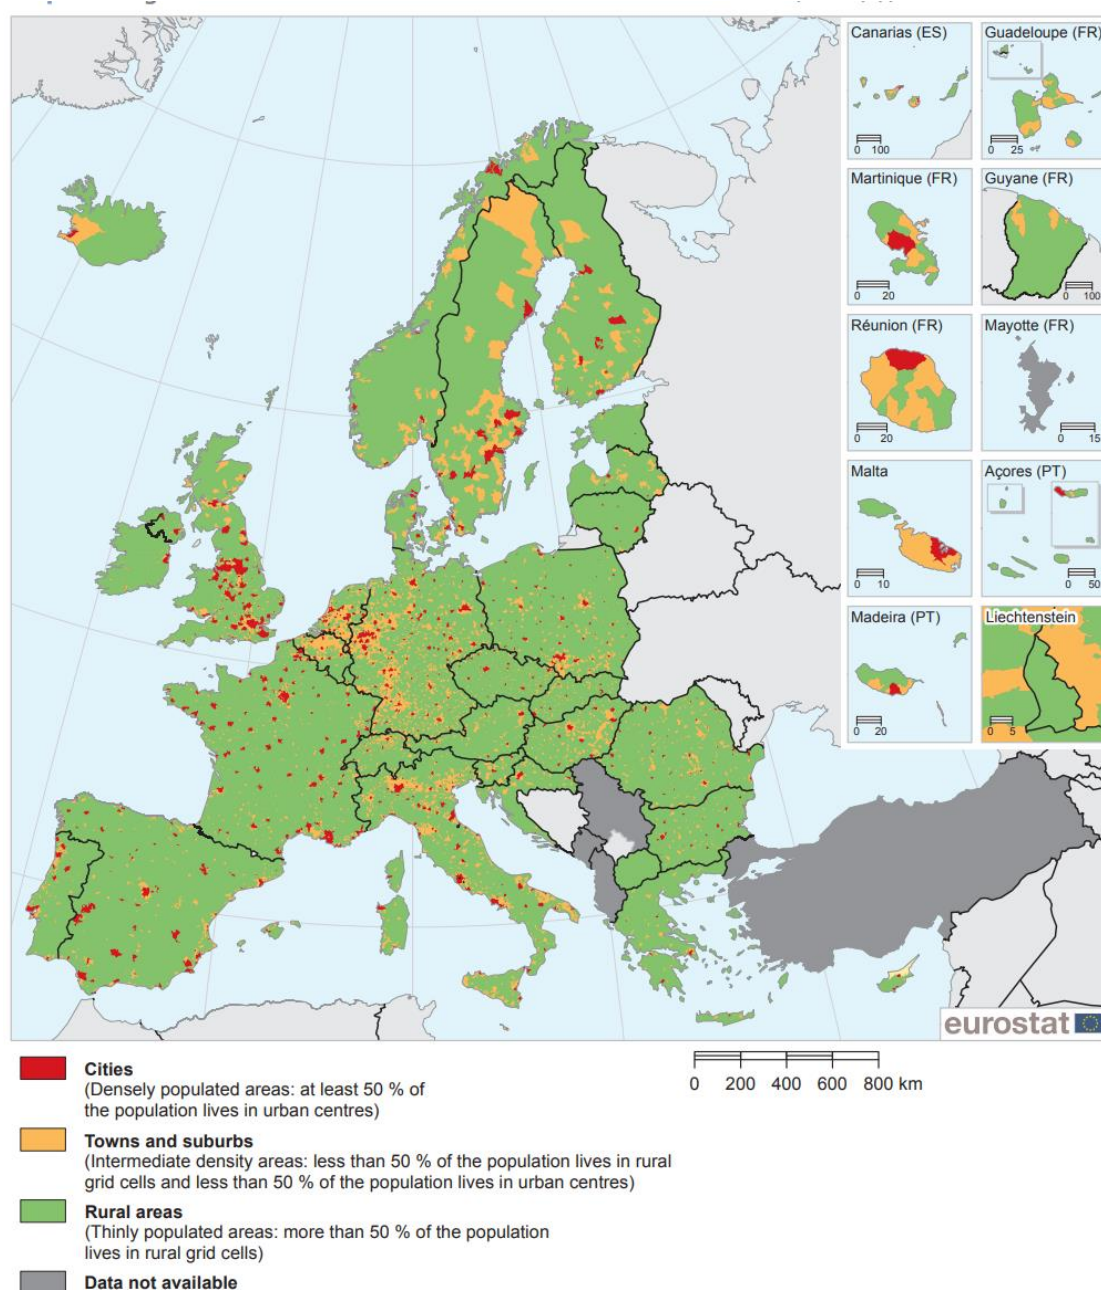 Canarias (ES)
0 100
Guadeloupe (FR)
0 25
Martinique (FR)
0 20
Guyane (FR)
0 100
Réunion (FR)
0 20
Mayotte (FR)
0 15
Malta
0 10
Açores (PT)
0 50
Madeira (PT)
0 20
Liechtenstein
0 5
eurostat
Cities
(Densely populated areas: at least 50 % of
the population lives in urban centres)
0 200 400 600 800 km
Towns and suburbs
(Intermediate density areas: less than 50 % of the population lives in rural
grid cells and less than 50 % of the population lives in urban centres)
Rural areas
(Thinly populated areas: more than 50 % of the population
lives in rural grid cells)
Data not available